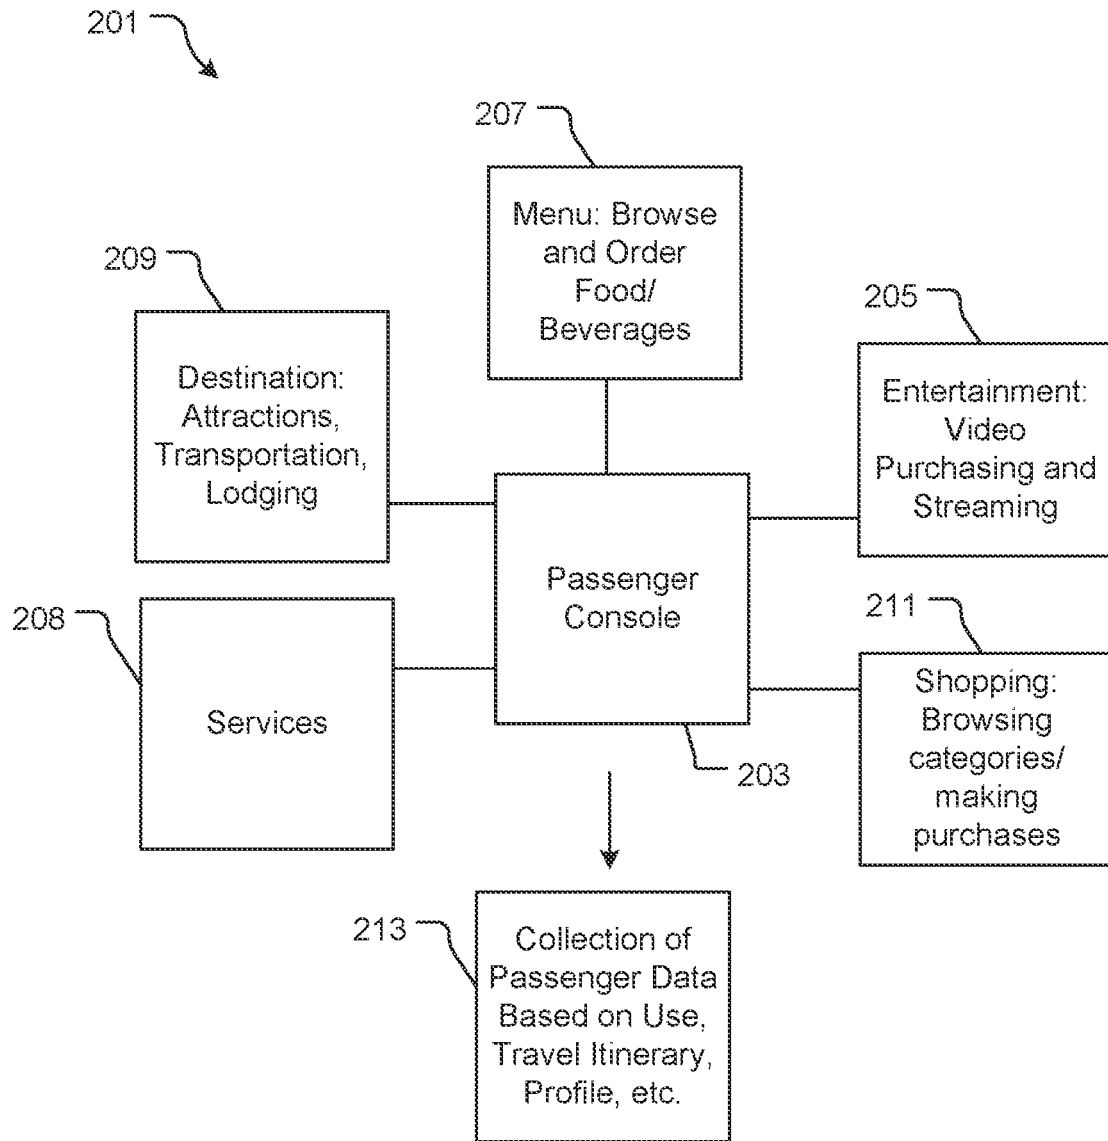 201
207
Menu: Browse
and Order
Food/
Beverages
209
Destination:
Attractions,
Transportation,
Lodging
205
Entertainment:
Video
Purchasing and
Streaming
Passenger
Console
203
208
Services
211
Shopping:
Browsing
categories/
making
purchases
213
Collection of
Passenger Data
Based on Use,
Travel Itinerary,
Profile, etc.